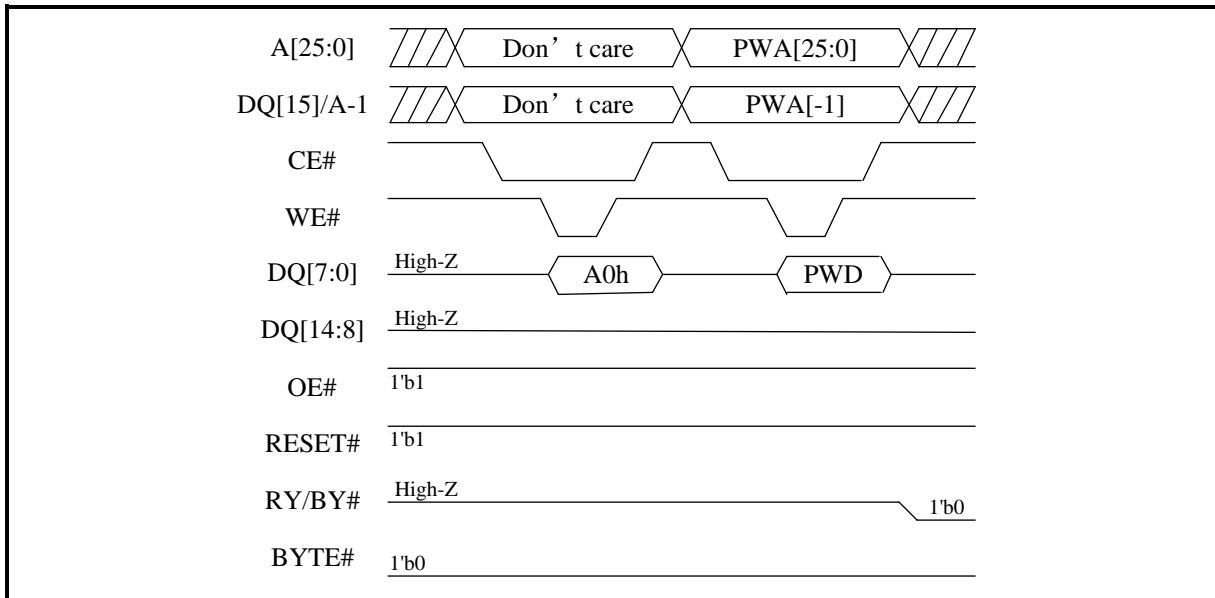 A[25:0] Don’t care PWA[25:0]
DQ[15]/A-1 Don’t care PWA[-1]
CE#
WE#
DQ[7:0] High-Z A0h PWD
DQ[14:8] High-Z
OE# 1'b1
RESET# 1'b1
RY/BY# High-Z 1'b0
BYTE# 1'b0